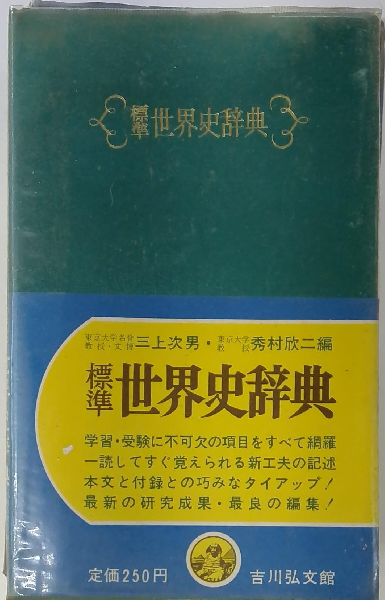 標準世界史辞典
東京大学名誉教授・文博 三上次男・東京大学教授 秀村欣二編
標準世界史辞典
学習・受験に不可欠の項目をすべて網羅
一読してすぐ覚えられる新工夫の記述
本文と付録との巧みなタイアップ!
最新の研究成果・最良の編集!
定価250円 吉川弘文館